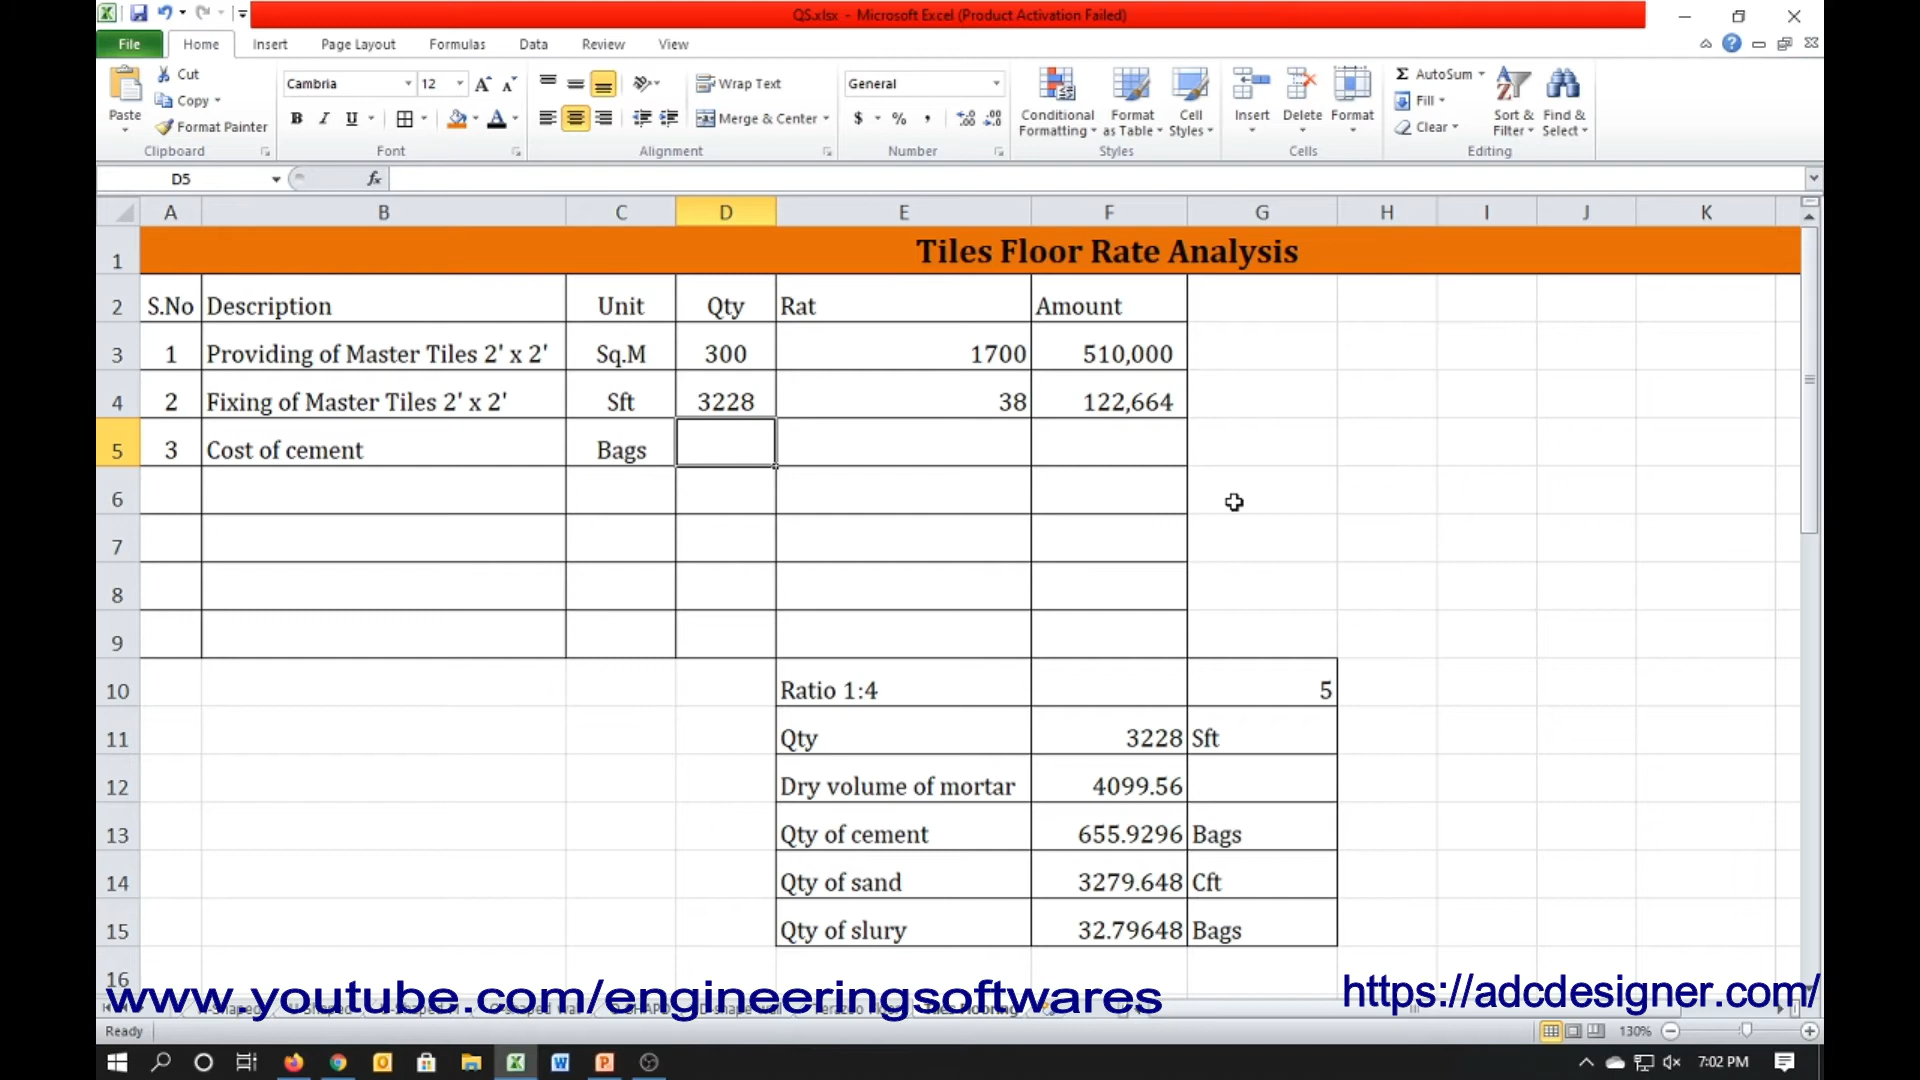 QS.xlsx - Microsoft Excel (Product Activation Failed)
File Home Insert Page Layout Formulas Data Review View
Paste Cut Copy Format Painter Clipboard
Cambria 12 B I U Font
Wrap Text Merge & Center Alignment
General $ % , Number
Conditional Formatting Format as Table Cell Styles Styles
Insert Delete Format Cells
AutoSum Fill Clear Sort & Filter Find & Select Editing
D5 fx
A B C D E F G H I J K
1 Tiles Floor Rate Analysis
2 S.No Description Unit Qty Rat Amount
3 1 Providing of Master Tiles 2' x 2' Sq.M 300 1700 510,000
4 2 Fixing of Master Tiles 2' x 2' Sft 3228 38 122,664
5 3 Cost of cement Bags
6
7
8
9
10 Ratio 1:4 5
11 Qty 3228 Sft
12 Dry volume of mortar 4099.56
13 Qty of cement 655.9296 Bags
14 Qty of sand 3279.648 Cft
15 Qty of slury 32.79648 Bags
16
www.youtube.com/engineeringsoftwares https://adcdesigner.com/
Ready 130%
7:02 PM